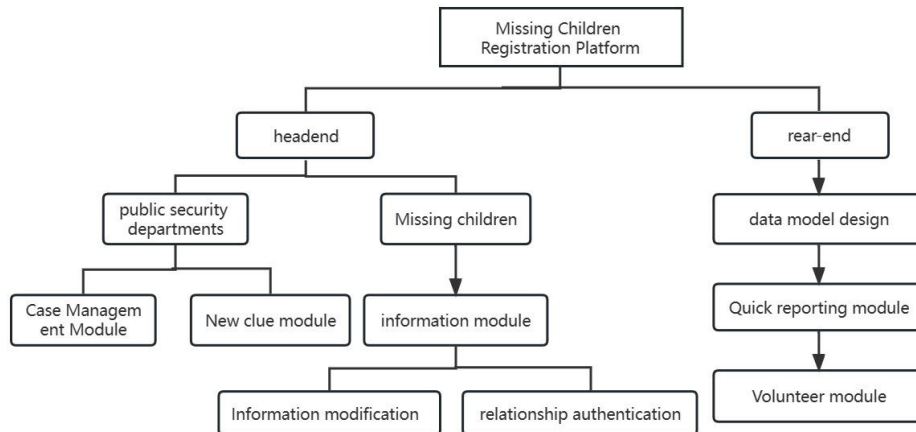 Missing Children
Registration Platform
headend
rear-end
public security
departments
Missing children
data model design
Case Managem
ent Module
New clue module
information module
Quick reporting module
Information modification
relationship authentication
Volunteer module